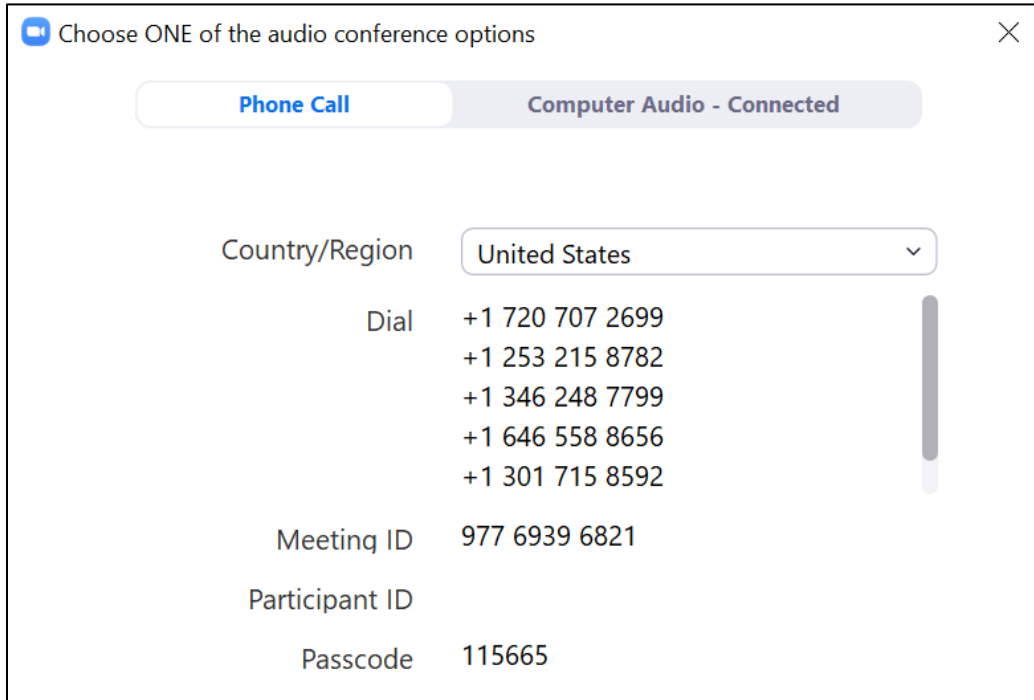 Choose ONE of the audio conference options
Phone Call Computer Audio - Connected
Country/Region United States
Dial +1 720 707 2699
+1 253 215 8782
+1 346 248 7799
+1 646 558 8656
+1 301 715 8592
Meeting ID 977 6939 6821
Participant ID
Passcode 115665